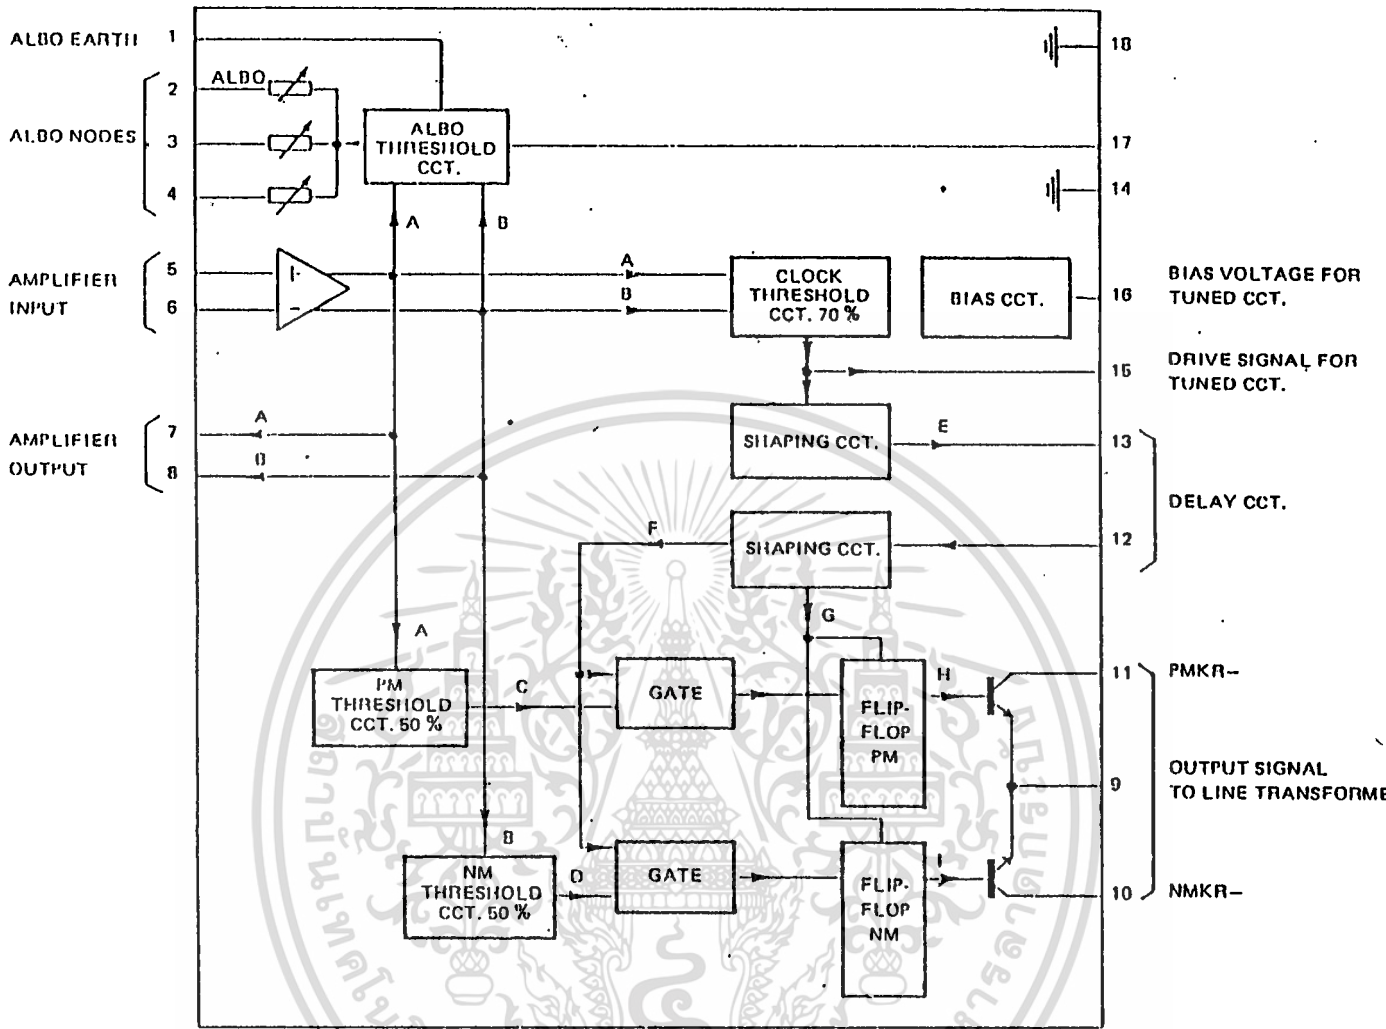 ALBO EARTH 1
18
2 ALBO
ALBO NODES 3
4
ALBO
THRESHOLD
CCT.
17
14
A B
AMPLIFIER
INPUT
5
6
+
−
A
B
CLOCK
THRESHOLD
CCT. 70%
BIAS CCT.
16
BIAS VOLTAGE FOR
TUNED CCT.
15
DRIVE SIGNAL FOR
TUNED CCT.
AMPLIFIER
OUTPUT
7
8
A
B
SHAPING CCT.
E
13
DELAY CCT.
12
SHAPING CCT.
F
G
A
PM
THRESHOLD
CCT. 50%
C
GATE
FLIP-
FLOP
PM
H
11
PMKR–
9
OUTPUT SIGNAL
TO LINE TRANSFORME
B
NM
THRESHOLD
CCT. 50%
D
GATE
FLIP-
FLOP
NM
I
10
NMKR–